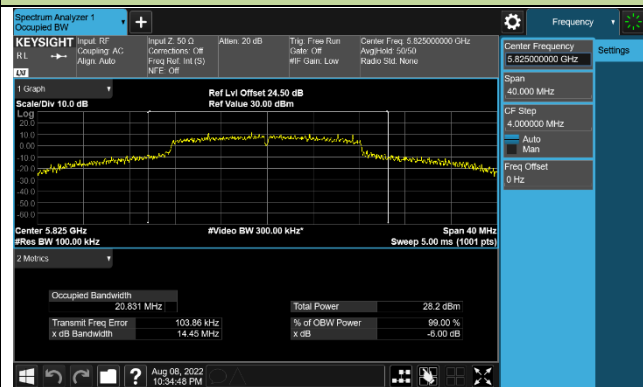 Spectrum Analyzer 1
Occupied BW
Frequency
KEYSIGHT
R L
LXI
Input: RF
Coupling: AC
Align: Auto
Input Z: 50 Ω
Corrections: Off
Freq Ref: Int (S)
NFE: Off
Atten: 20 dB
Trig: Free Run
Gate: Off
#IF Gain: Low
Center Freq: 5.825000000 GHz
Avg|Hold: 50/50
Radio Std: None
Center Frequency
5.825000000 GHz
Settings
Span
40.000 MHz
CF Step
4.000000 MHz
Auto
Man
Freq Offset
0 Hz
1 Graph
Scale/Div 10.0 dB
Ref Lvl Offset 24.50 dB
Ref Value 30.00 dBm
Log
20.0
10.0
0.00
-10.0
-20.0
-30.0
-40.0
-50.0
-60.0
Center 5.825 GHz
#Video BW 300.00 kHz*
Span 40 MHz
#Res BW 100.00 kHz
Sweep 5.00 ms (1001 pts)
2 Metrics
Occupied Bandwidth
20.831 MHz
Total Power
28.2 dBm
Transmit Freq Error
103.86 kHz
% of OBW Power
99.00 %
x dB Bandwidth
14.45 MHz
x dB
-6.00 dB
?
Aug 08, 2022
10:34:48 PM